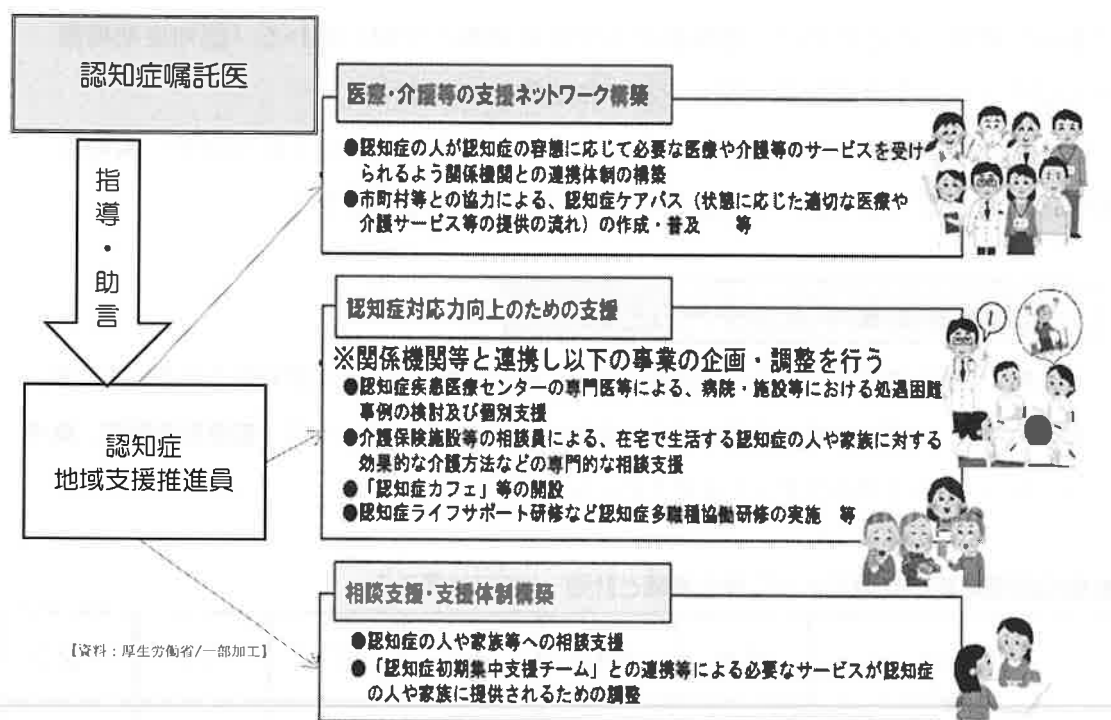 認知症嘱託医
指導・助言
認知症
地域支援推進員
【資料:厚生労働省/一部加工】
医療・介護等の支援ネットワーク構築
●認知症の人が認知症の容態に応じて必要な医療や介護等のサービスを受け
られるよう関係機関との連携体制の構築
●市町村等との協力による、認知症ケアパス(状態に応じた適切な医療や
介護サービス等の提供の流れ)の作成・普及 等
認知症対応力向上のための支援
※関係機関等と連携し以下の事業の企画・調整を行う
●認知症疾患医療センターの専門医等による、病院・施設等における処遇困難
事例の検討及び個別支援
●介護保険施設等の相談員による、在宅で生活する認知症の人や家族に対する
効果的な介護方法などの専門的な相談支援
●「認知症カフェ」等の開設
●認知症ライフサポート研修など認知症多職種協働研修の実施 等
相談支援・支援体制構築
●認知症の人や家族等への相談支援
●「認知症初期集中支援チーム」との連携等による必要なサービスが認知症
の人や家族に提供されるための調整